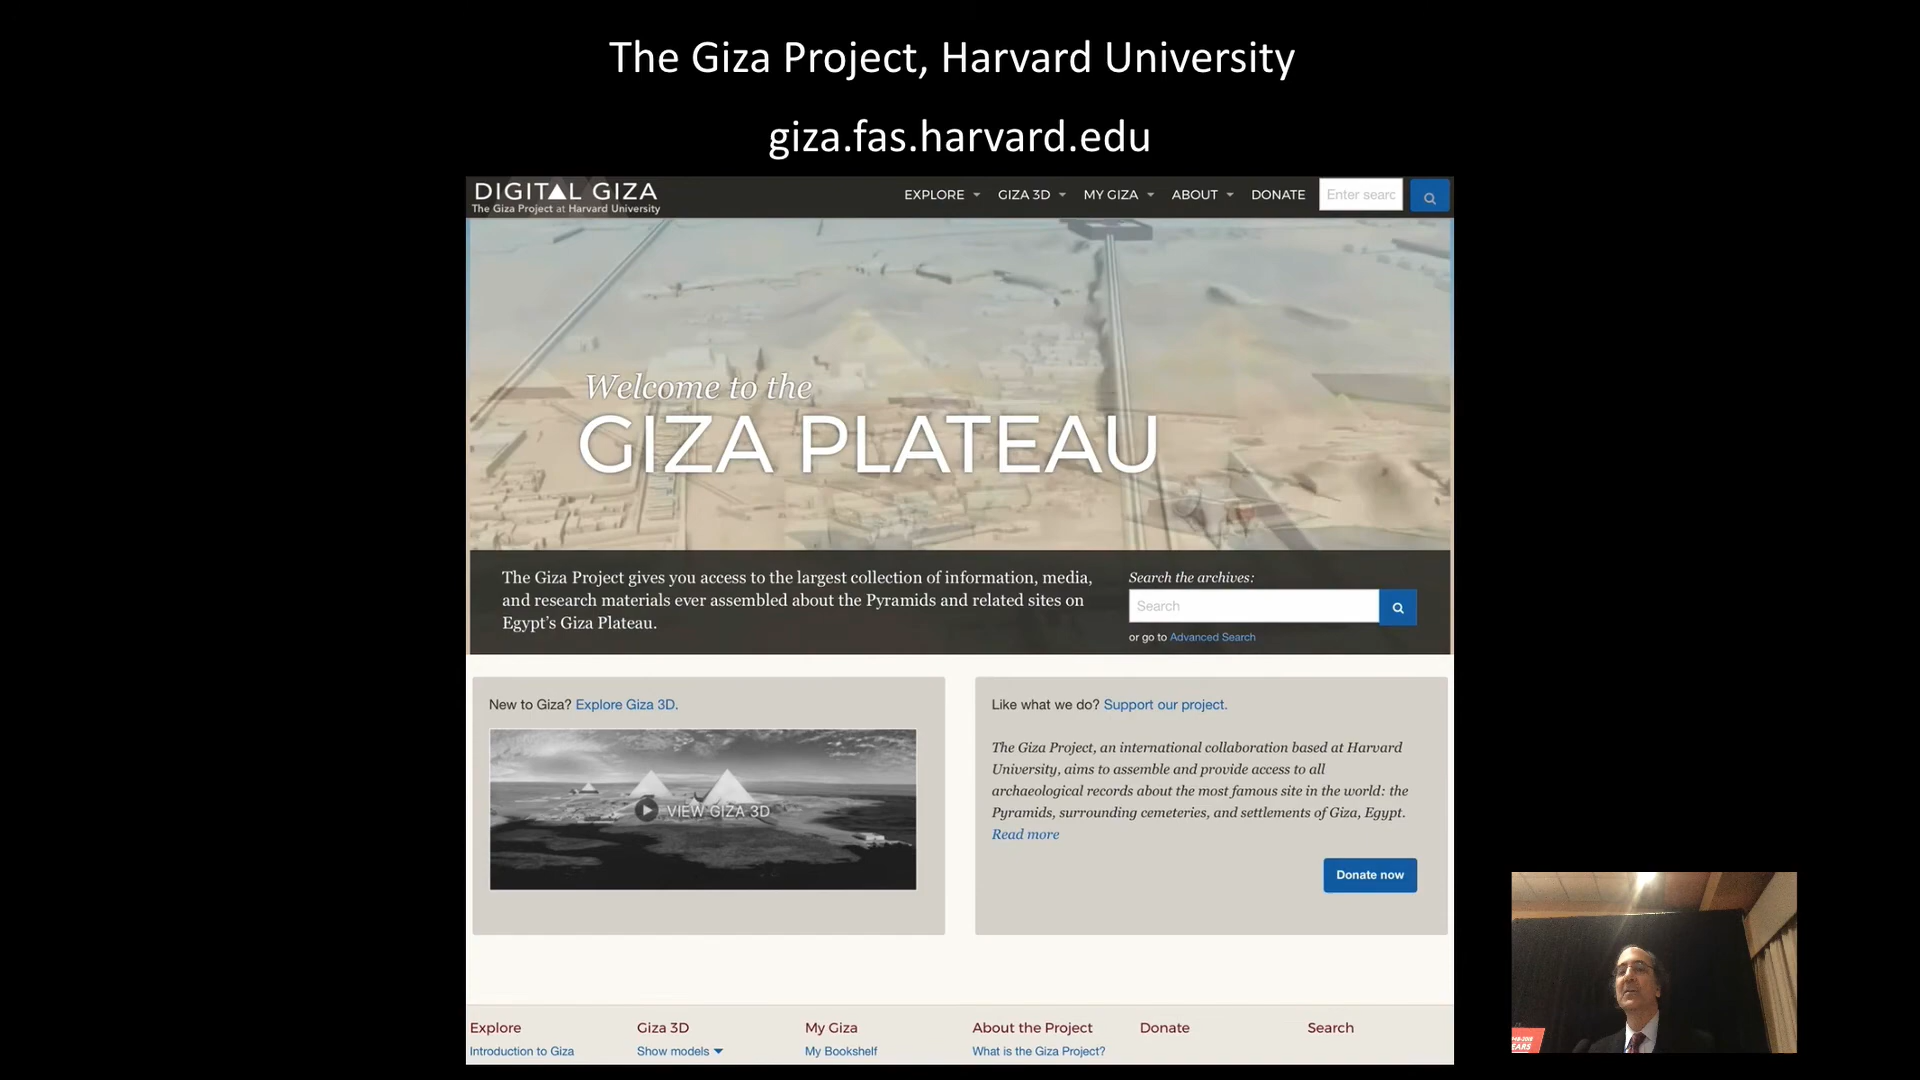 The Giza Project, Harvard University
giza.fas.harvard.edu
DIGITAL GIZA
The Giza Project at Harvard University
EXPLORE
GIZA 3D
MY GIZA
ABOUT
DONATE
Enter searc
Welcome to the
GIZA PLATEAU
The Giza Project gives you access to the largest collection of information, media,
and research materials ever assembled about the Pyramids and related sites on
Egypt's Giza Plateau.
Search the archives:
Search
or go to Advanced Search
New to Giza? Explore Giza 3D.
VIEW GIZA 3D
Like what we do? Support our project.
The Giza Project, an international collaboration based at Harvard
University, aims to assemble and provide access to all
archaeological records about the most famous site in the world: the
Pyramids, surrounding cemeteries, and settlements of Giza, Egypt.
Read more
Donate now
Explore
Giza 3D
My Giza
About the Project
Donate
Search
Introduction to Giza
Show models
My Bookshelf
What is the Giza Project?
EARS